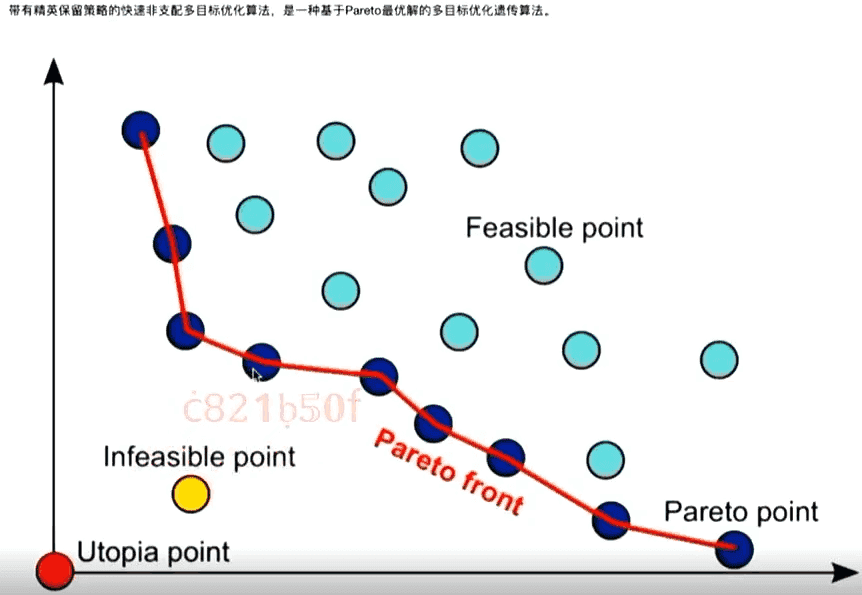 带有精英保留策略的快速非支配多目标优化算法，是一种基于Pareto最优解的多目标优化遗传算法。
Feasible point
c821b50f
Pareto front
Infeasible point
Pareto point
Utopia point